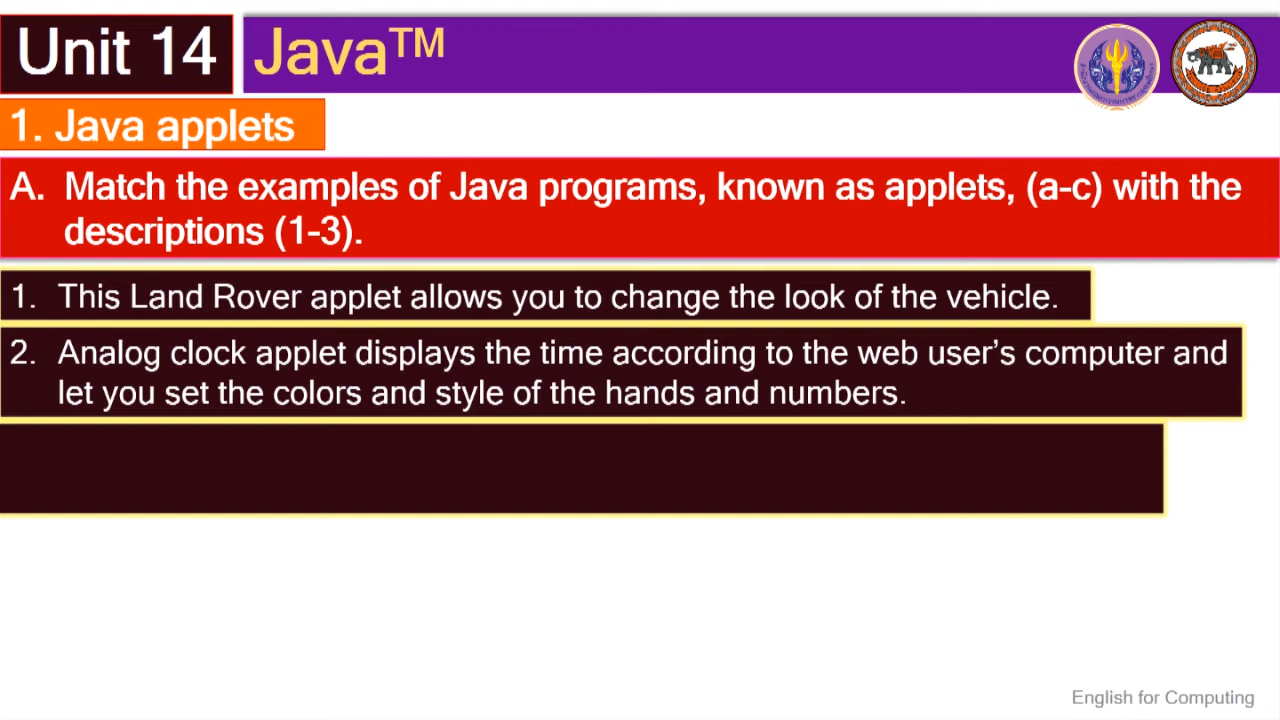 Unit 14
Java™
1. Java applets
A. Match the examples of Java programs, known as applets, (a-c) with the
descriptions (1-3).
1. This Land Rover applet allows you to change the look of the vehicle.
2. Analog clock applet displays the time according to the web user's computer and
let you set the colors and style of the hands and numbers.
English for Computing